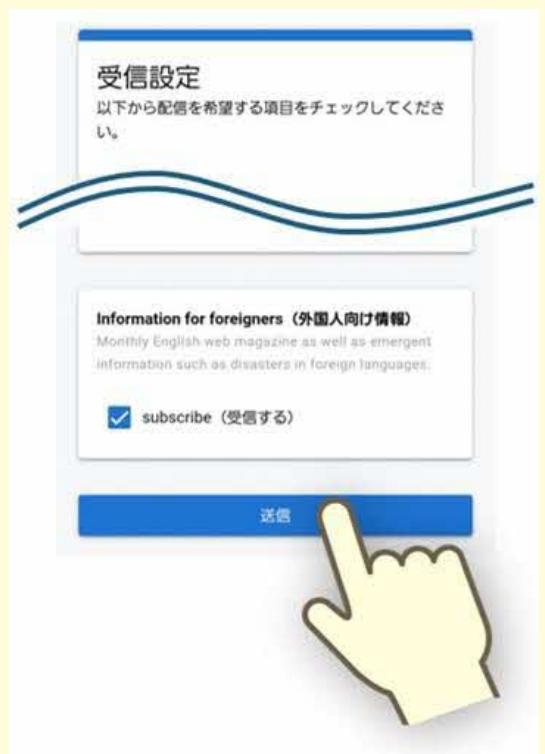 受信設定
以下から配信を希望する項目をチェックしてくださ
い。
Information for foreigners（外国人向け情報）
Monthly English web magazine as well as emergent
information such as disasters in foreign languages.
subscribe（受信する）
送信